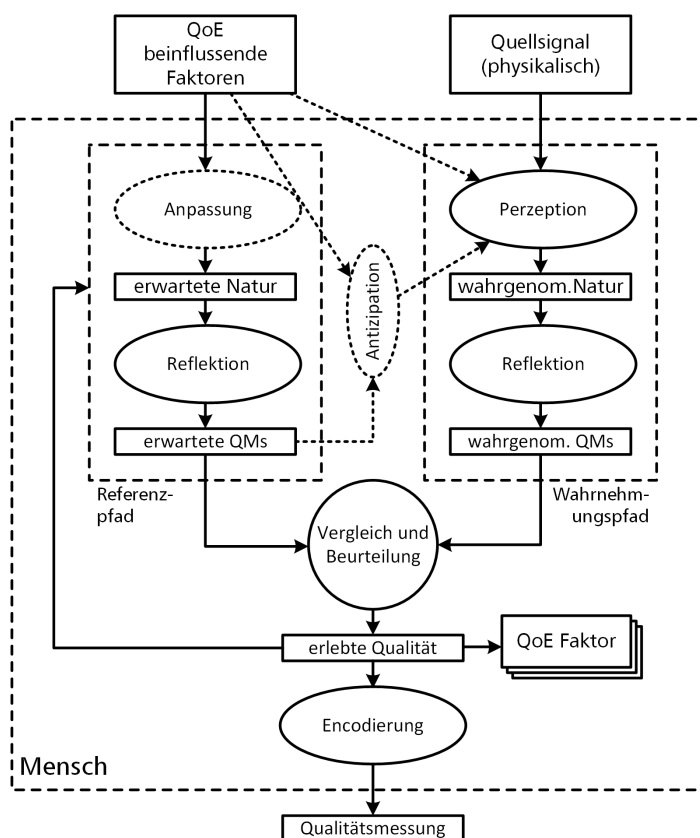 QoE
beinflussende
Faktoren
Quellsignal
(physikalisch)
Anpassung
Perzeption
erwartete Natur
wahrgenom.Natur
Antizipation
Reflektion
Reflektion
erwartete QMs
wahrgenom. QMs
Referenz-
pfad
Wahrnehm-
ungspfad
Vergleich und
Beurteilung
erlebte Qualität
QoE Faktor
Encodierung
Mensch
Qualitätsmessung